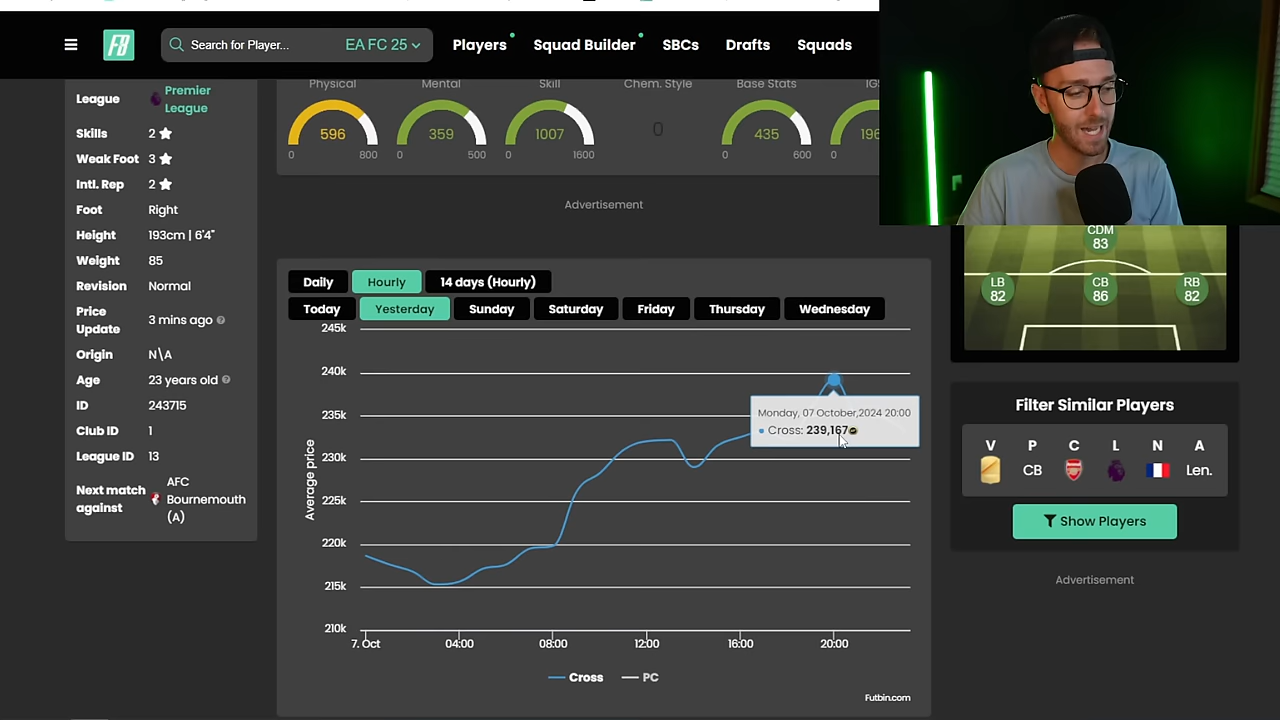 FB
Search for Player...
EA FC 25
Players
Squad Builder
SBCs
Drafts
Squads
League
Premier
League
Skills 2
Weak Foot 3
Intl. Rep 2
Foot Right
Height 193cm | 6'4"
Weight 85
Revision Normal
Price
Update
3 mins ago
Origin N\A
Age 23 years old
ID 243715
Club ID 1
League ID 13
Next match
against
AFC
Bournemouth
(A)
Physical
596
0 800
Mental
359
0 500
Skill
1007
0 1600
Chem. Style
0
Base Stats
435
0 600
IGS
196
0
Advertisement
Daily
Hourly
14 days (Hourly)
Today
Yesterday
Sunday
Saturday
Friday
Thursday
Wednesday
Average price
245k
240k
235k
230k
225k
220k
215k
210k
Monday, 07 October,2024 20:00
Cross: 239,167
7. Oct
04:00
08:00
12:00
16:00
20:00
Cross
PC
Futbin.com
CDM
83
LB
82
CB
86
RB
82
Filter Similar Players
V P C L N A
CB
Len.
Show Players
Advertisement